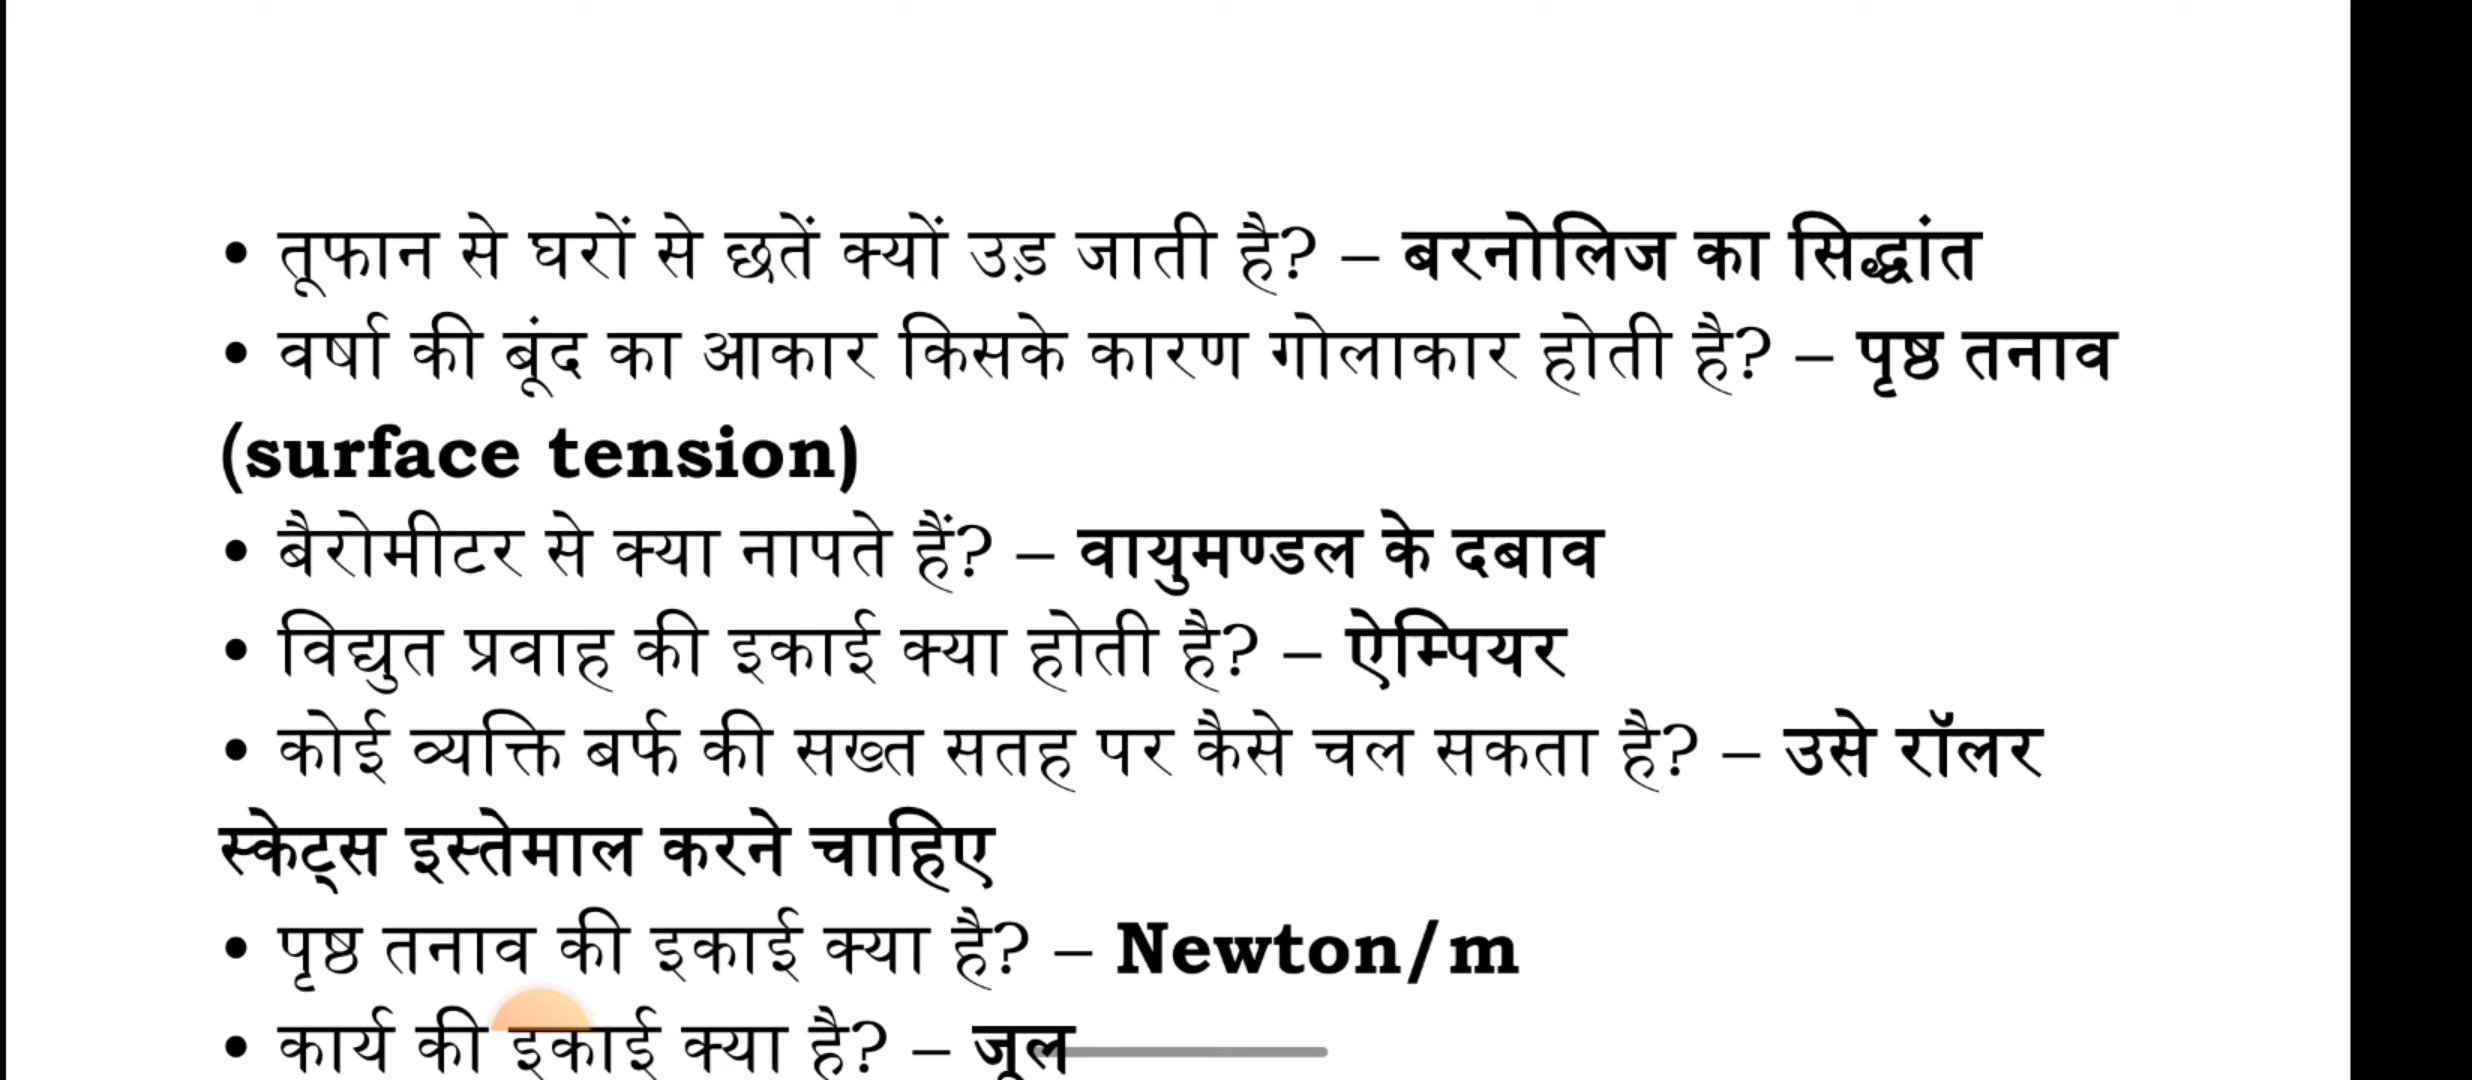 • तूफान से घरों से छतें क्यों उड़ जाती है? – बरनोलिज का सिद्धांत
• वर्षा की बूंद का आकार किसके कारण गोलाकार होती है? – पृष्ठ तनाव
(surface tension)
• बैरोमीटर से क्या नापते हैं? – वायुमण्डल के दबाव
• विद्युत प्रवाह की इकाई क्या होती है? – ऐम्पियर
• कोई व्यक्ति बर्फ की सख्त सतह पर कैसे चल सकता है? – उसे रॉलर
स्केट्स इस्तेमाल करने चाहिए
• पृष्ठ तनाव की इकाई क्या है? – Newton/m
• कार्य की इकाई क्या है? – जूल